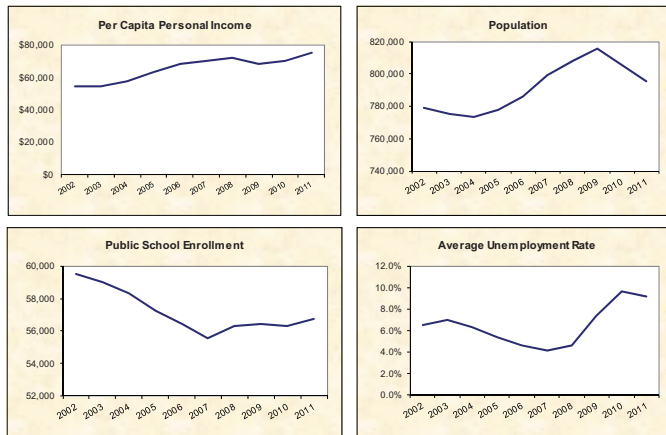 Per Capita Personal Income
$80,000
$60,000
$40,000
$20,000
$0
2002 2003 2004 2005 2006 2007 2008 2009 2010 2011
Population
820,000
800,000
780,000
760,000
740,000
2002 2003 2004 2005 2006 2007 2008 2009 2010 2011
Public School Enrollment
60,000
58,000
56,000
54,000
52,000
2002 2003 2004 2005 2006 2007 2008 2009 2010 2011
Average Unemployment Rate
12.0%
10.0%
8.0%
6.0%
4.0%
2.0%
0.0%
2002 2003 2004 2005 2006 2007 2008 2009 2010 2011